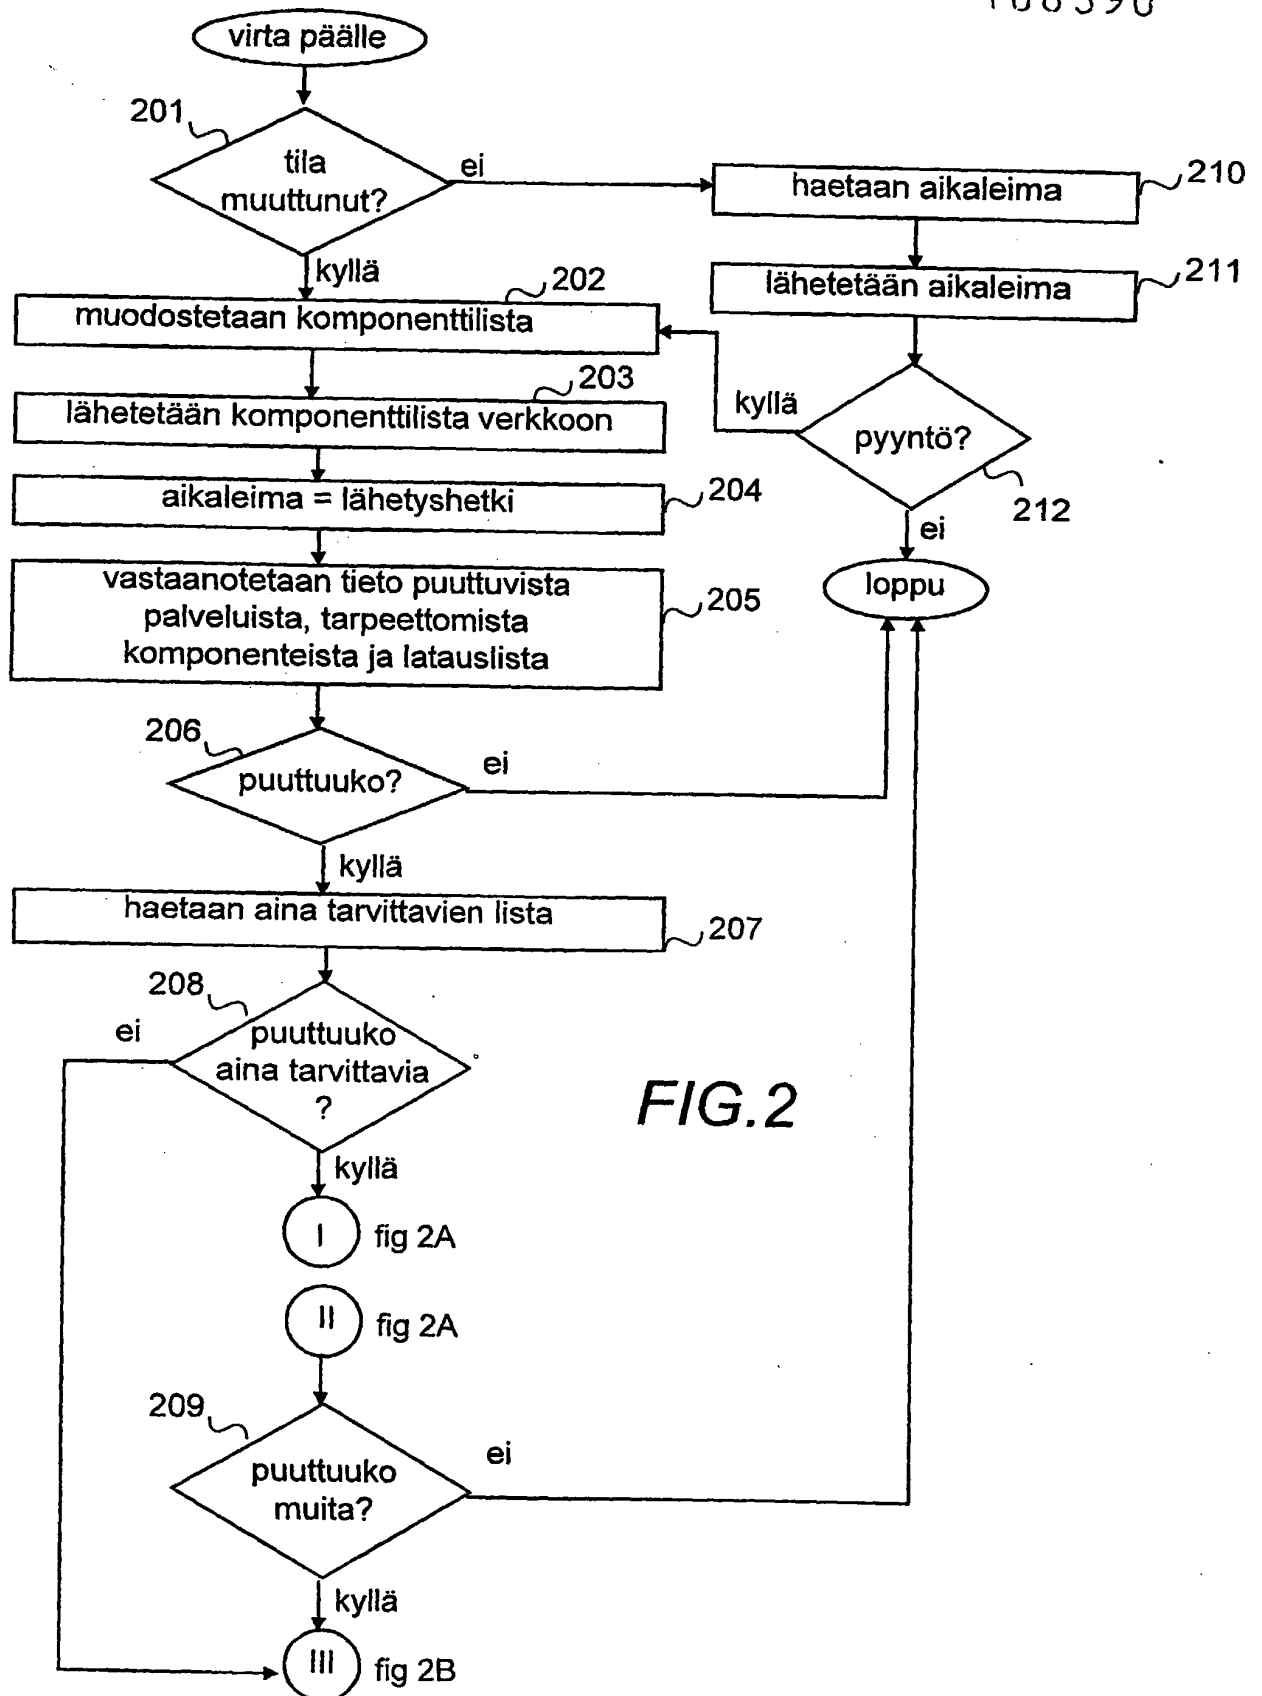 virta päälle
201
tila
muuttunut?
ei
kyllä
haetaan aikaleima
210
lähetetään aikaleima
211
202
muodostetaan komponenttilista
203
lähetetään komponenttilista verkkoon
kyllä
pyyntö?
212
ei
loppu
aikaleima = lähetyshetki
204
vastaanotetaan tieto puuttuvista
palveluista, tarpeettomista
komponenteista ja latauslista
205
206
puuttuuko?
ei
kyllä
haetaan aina tarvittavien lista
207
208
ei
puuttuuko
aina tarvittavia
?
kyllä
FIG.2
I
fig 2A
II
fig 2A
209
puuttuuko
muita?
ei
kyllä
III
fig 2B